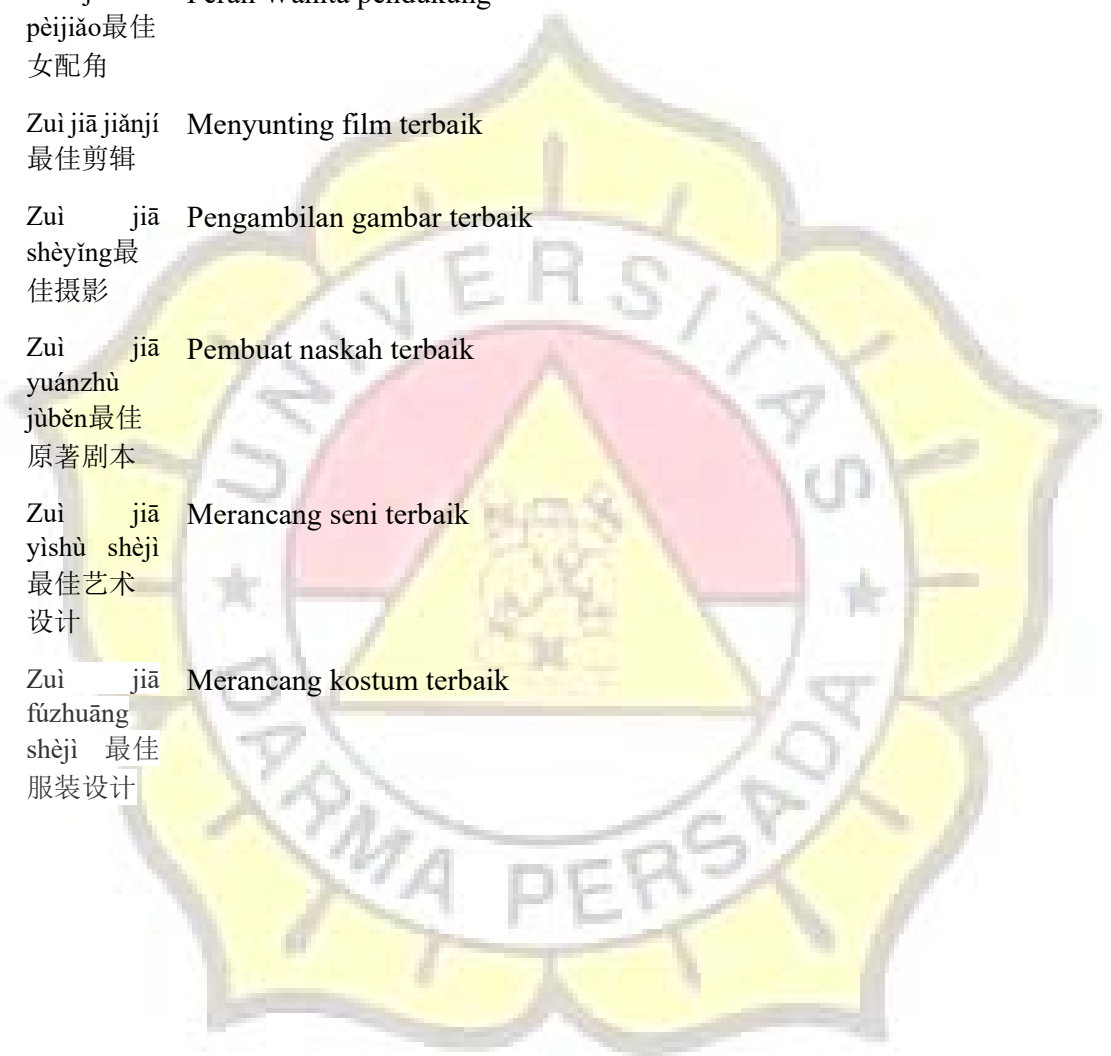 pèijiǎo最佳
女配角
Zuì jiā jiǎnjí Menyunting film terbaik
最佳剪辑
Zuì jiā Pengambilan gambar terbaik
shèyǐng最
佳摄影
Zuì jiā Pembuat naskah terbaik
yuánzhù
jùběn最佳
原著剧本
Zuì jiā Merancang seni terbaik
yìshù shèjì
最佳艺术
设计
Zuì jiā Merancang kostum terbaik
fúzhuāng
shèjì 最佳
服装设计
UNIVERSITAS
DARMA PERSADA